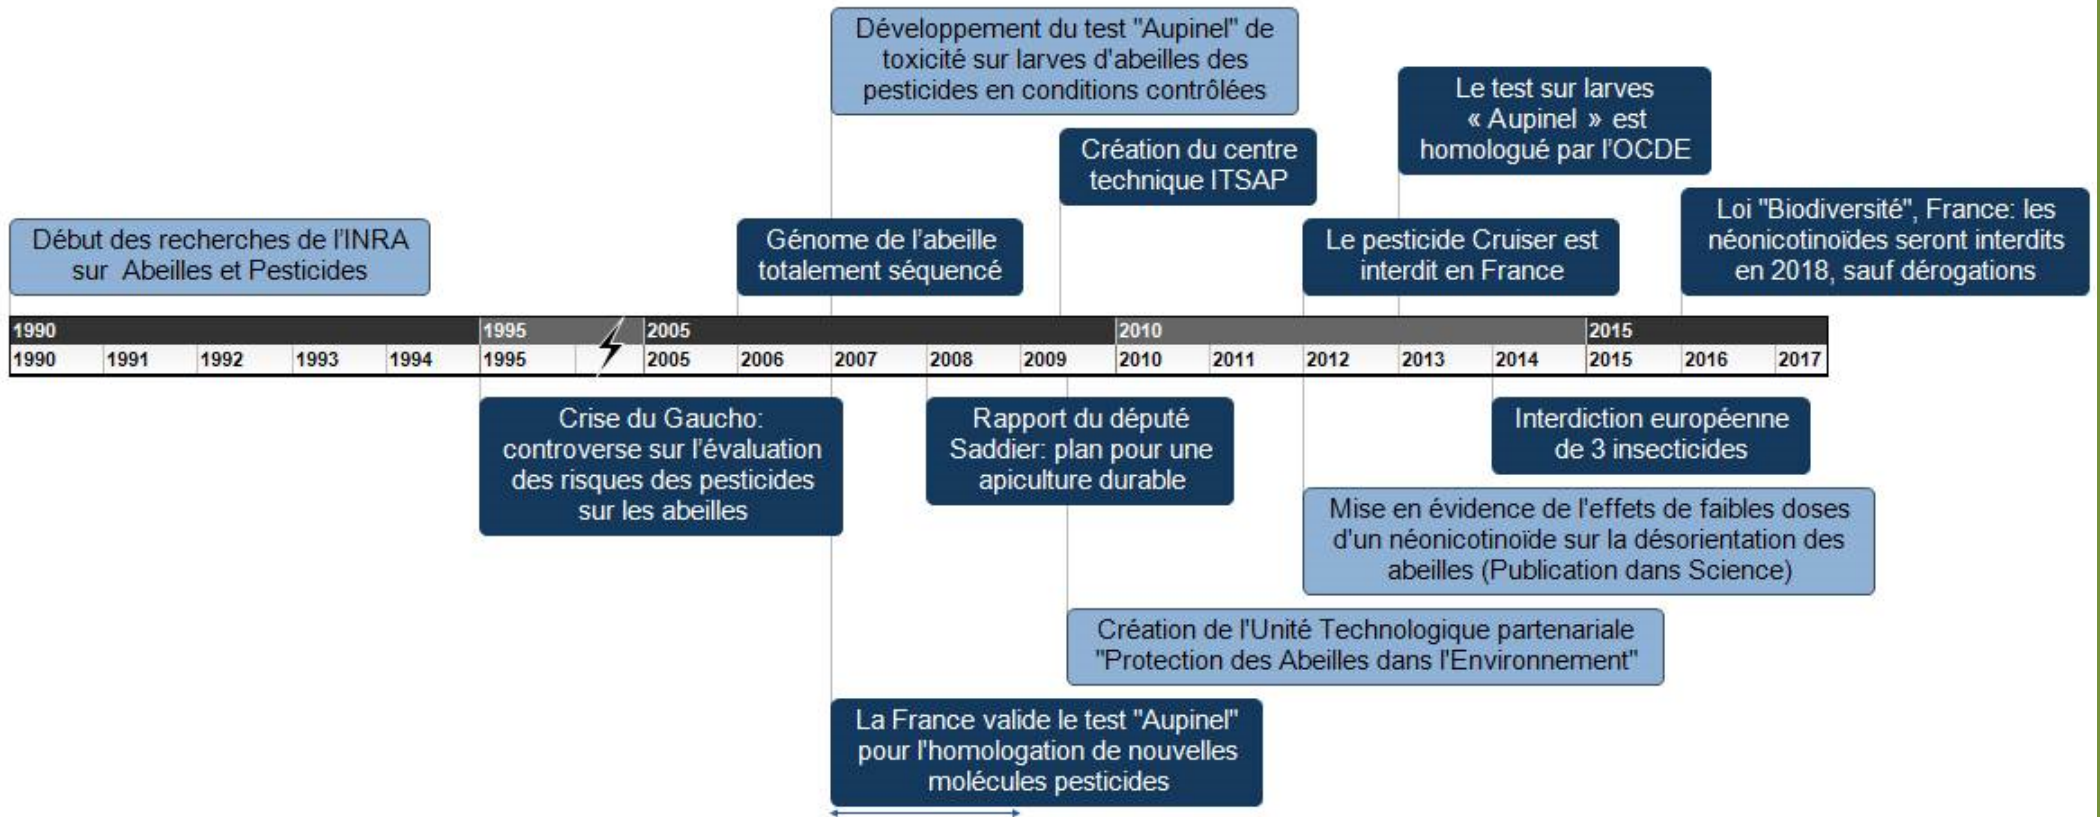 Développement du test "Aupinel" de
toxicité sur larves d'abeilles des
pesticides en conditions contrôlées
Le test sur larves
« Aupinel » est
homologué par l'OCDE
Création du centre
technique ITSAP
Début des recherches de l'INRA
sur Abeilles et Pesticides
Génome de l'abeille
totalement séquencé
Le pesticide Cruiser est
interdit en France
Loi "Biodiversité", France: les
néonicotinoïdes seront interdits
en 2018, sauf dérogations
1990 1995 2005 2010 2015
1990 1991 1992 1993 1994 1995 2005 2006 2007 2008 2009 2010 2011 2012 2013 2014 2015 2016 2017
Crise du Gaucho:
controverse sur l'évaluation
des risques des pesticides
sur les abeilles
Rapport du député
Saddier: plan pour une
apiculture durable
Interdiction européenne
de 3 insecticides
Mise en évidence de l'effets de faibles doses
d'un néonicotinoïde sur la désorientation des
abeilles (Publication dans Science)
Création de l'Unité Technologique partenariale
"Protection des Abeilles dans l'Environnement"
La France valide le test "Aupinel"
pour l'homologation de nouvelles
molécules pesticides